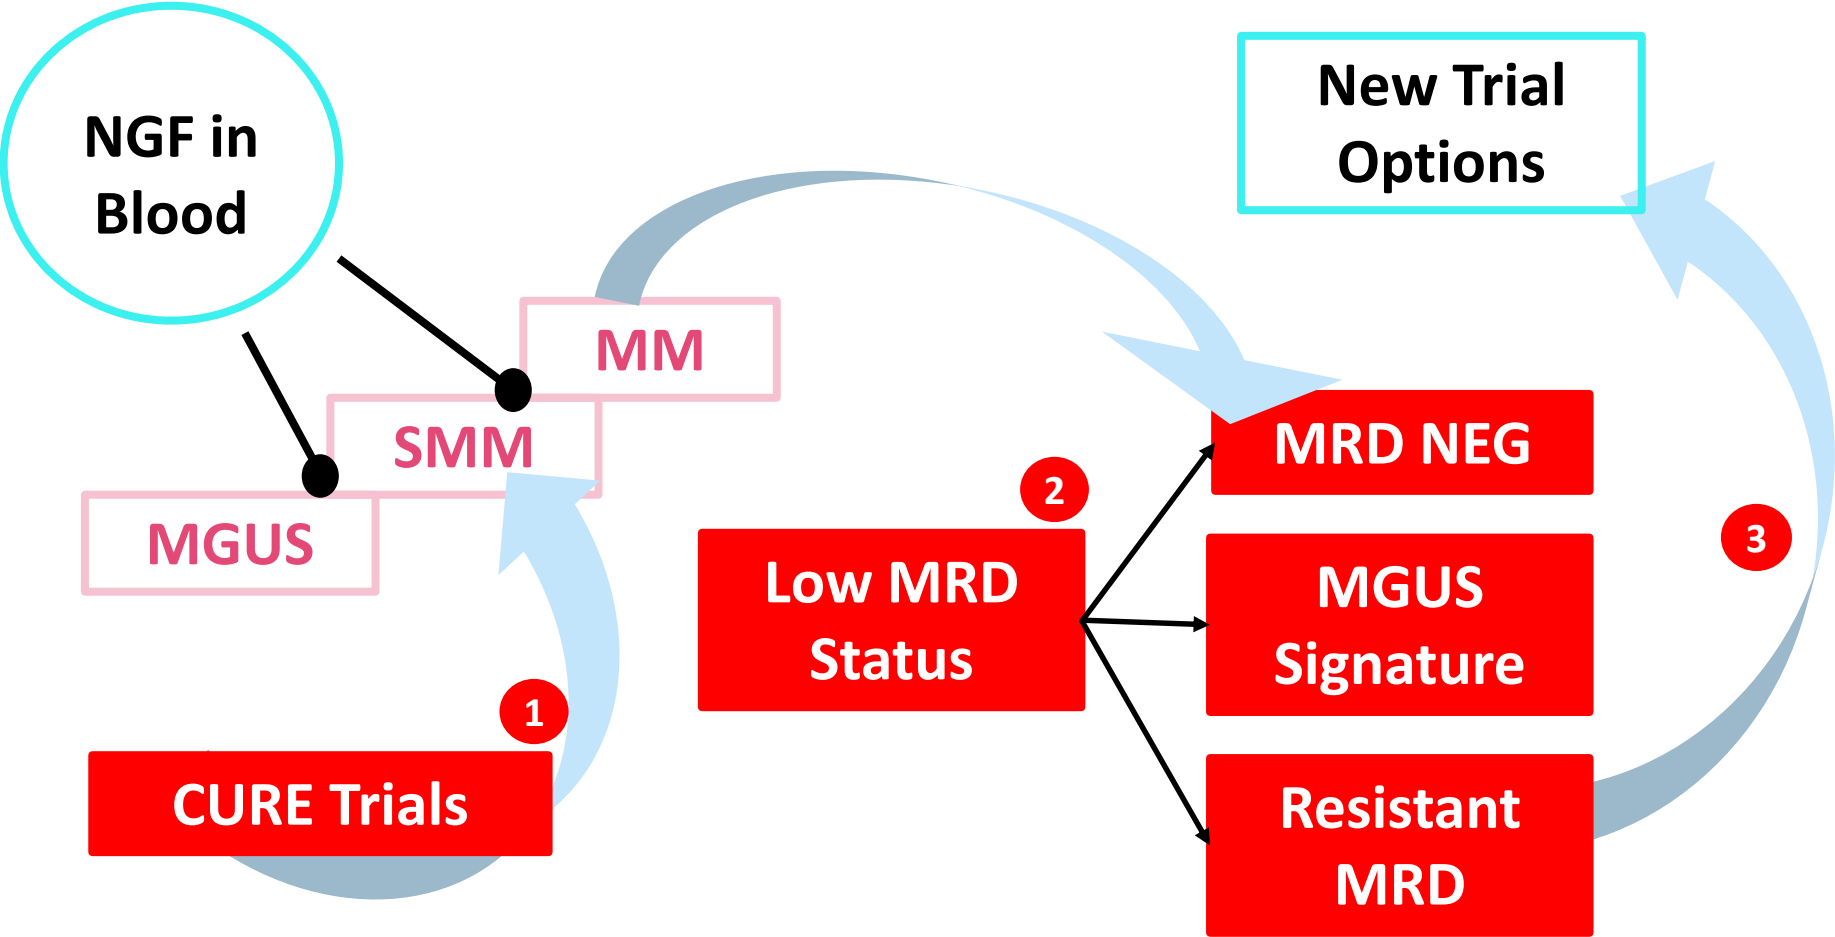 NGF in
Blood
New Trial
Options
MM
SMM
MGUS
MRD NEG
2
Low MRD
Status
MGUS
Signature
3
1
CURE Trials
Resistant
MRD